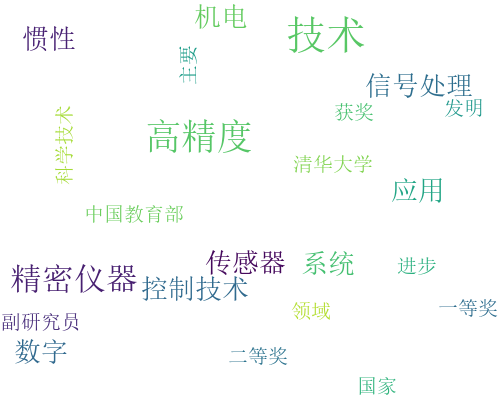 机电
技术
惯性
主要
信号处理
获奖
发明
科学技术
高精度
清华大学
应用
中国教育部
传感器
系统
进步
精密仪器
控制技术
领域
一等奖
副研究员
数字
二等奖
国家